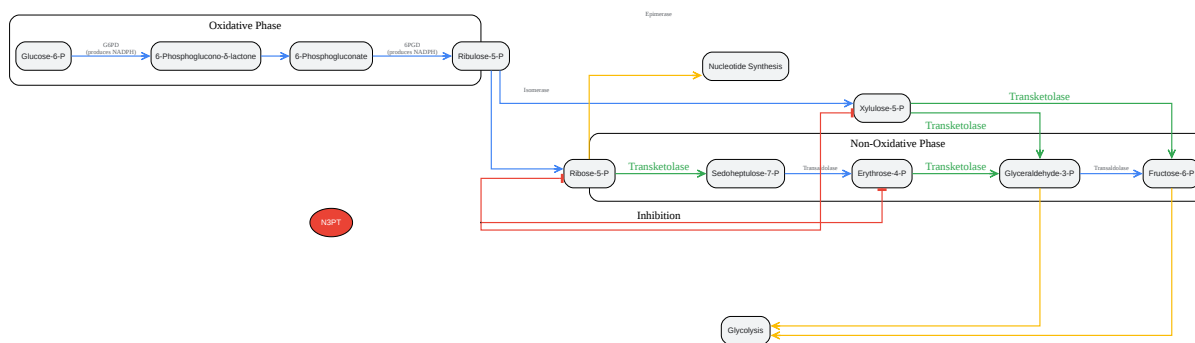 Epimerase
Oxidative Phase
G6PD
(produces NADPH)
6PGD
(produces NADPH)
Glucose-6-P
6-Phosphoglucono-δ-lactone
6-Phosphogluconate
Ribulose-5-P
Nucleotide Synthesis
Isomerase
Transketolase
Xylulose-5-P
Transketolase
Non-Oxidative Phase
Ribose-5-P
Transketolase
Sedoheptulose-7-P
Transaldolase
Erythrose-4-P
Transketolase
Glyceraldehyde-3-P
Transaldolase
Fructose-6-P
Inhibition
N3PT
Glycolysis